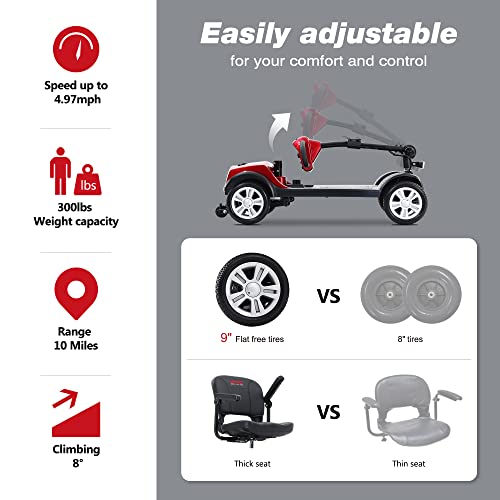 Speed up to
4.97mph
lbs
300lbs
Weight capacity
Range
10 Miles
Climbing
8°
Easily adjustable
for your comfort and control
VS
9" Flat free tires
8" tires
VS
Thick seat
Thin seat